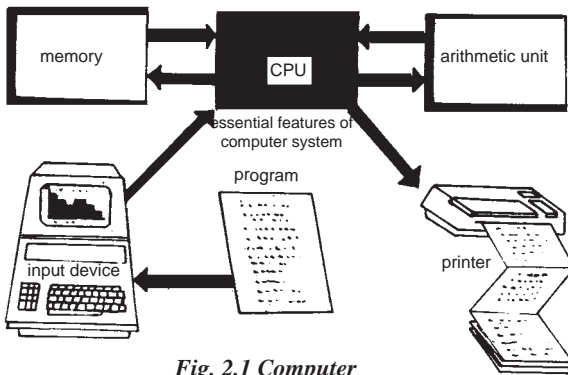 memory
CPU
arithmetic unit
essential features of
computer system
program
input device
printer
Fig. 2.1 Computer